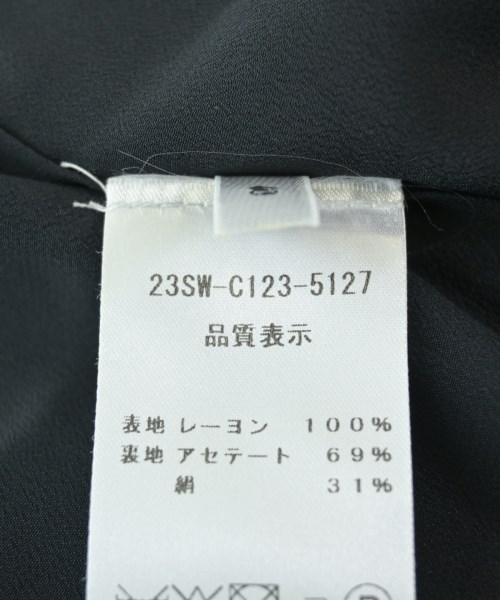 23SW-C123-5127
品質表示
表地 レーヨン 100%
裏地 アセテート 69%
絹 31%